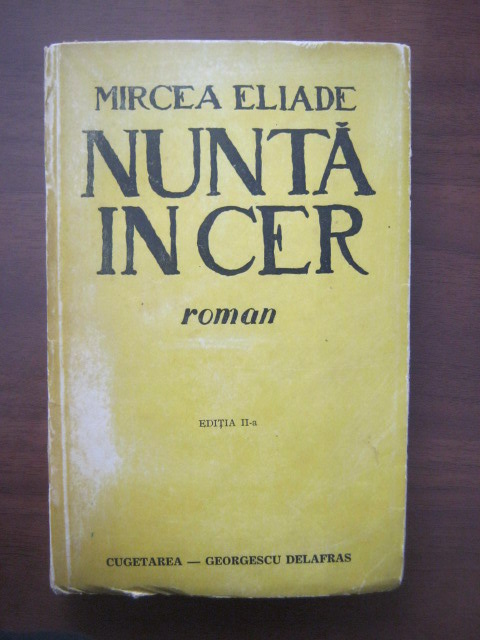 MIRCEA ELIADE
NUNTĂ
IN CER
roman
EDIȚIA II-a
CUGETAREA — GEORGESCU DELAFRAS